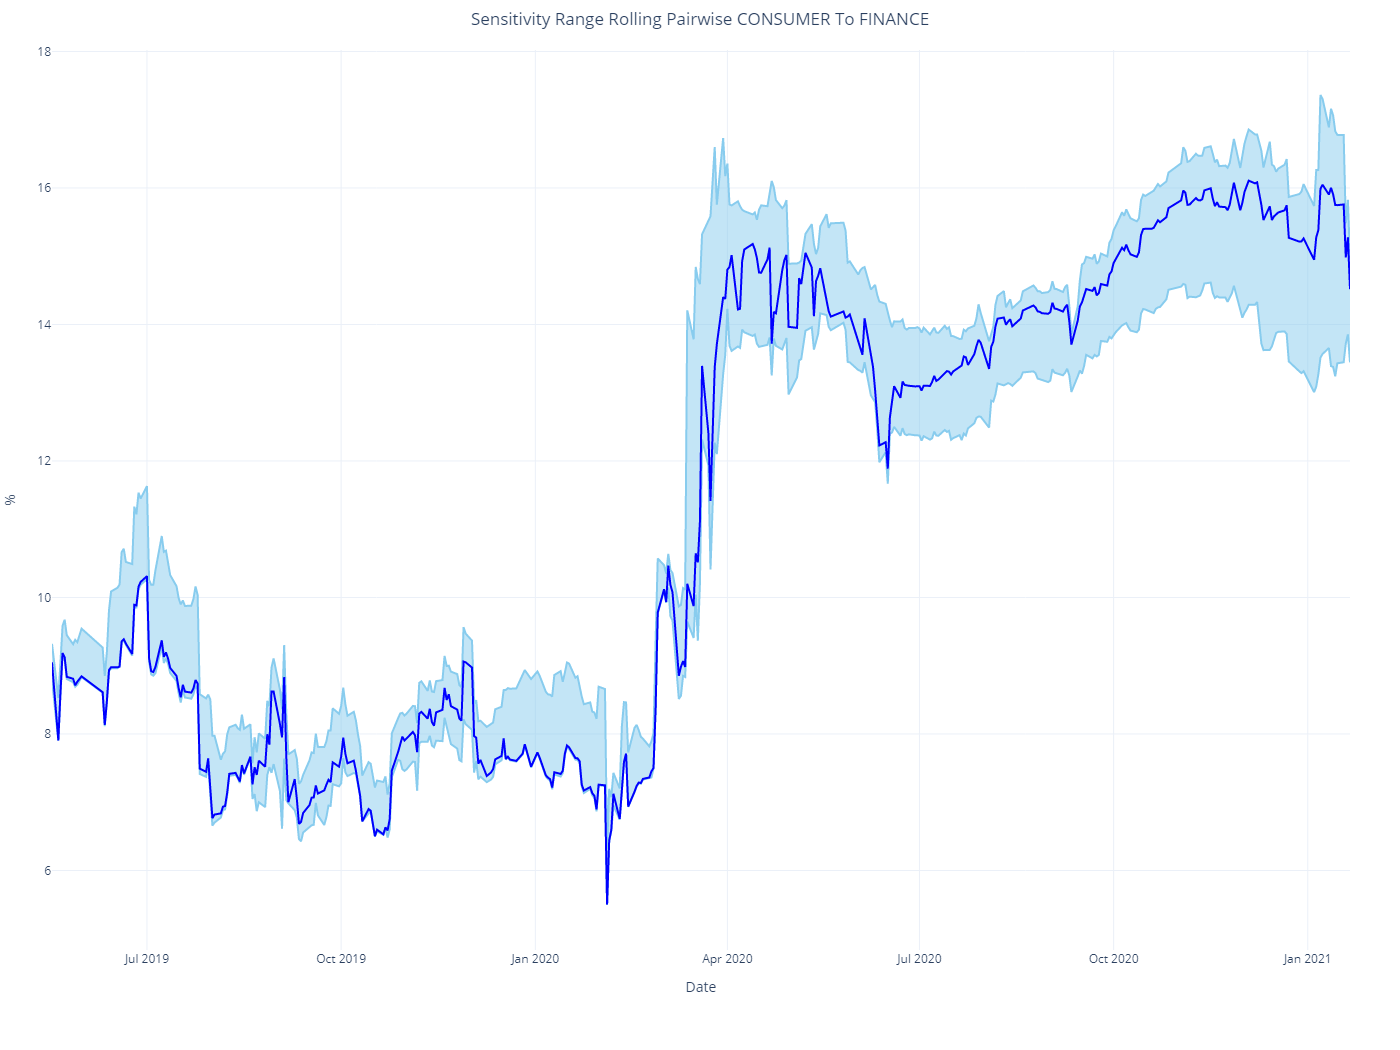 Sensitivity Range Rolling Pairwise CONSUMER To FINANCE
18
16
14
12
10
8
6
%
Jul 2019 Oct 2019 Jan 2020 Apr 2020 Jul 2020 Oct 2020 Jan 2021
Date